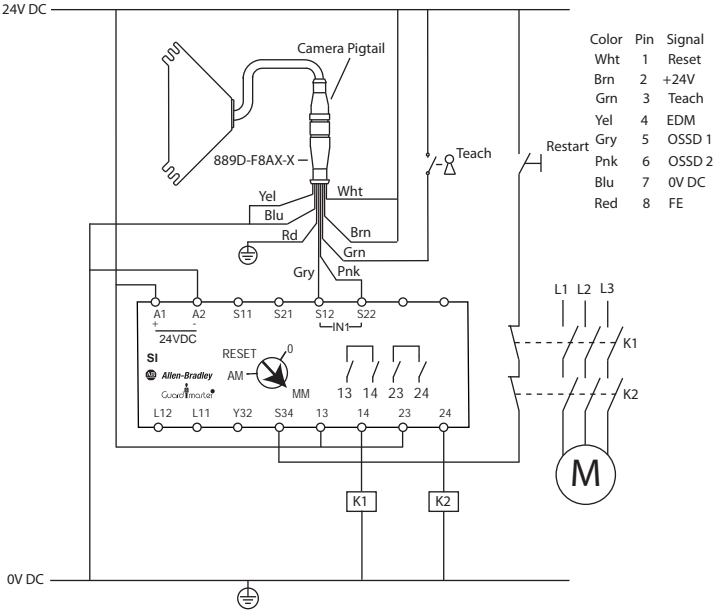 24V DC
Camera Pigtail
889D-F8AX-X
Teach
Restart
Color Pin Signal
Wht 1 Reset
Brn 2 +24V
Grn 3 Teach
Yel 4 EDM
Gry 5 OSSD 1
Pnk 6 OSSD 2
Blu 7 0V DC
Red 8 FE
Yel
Wht
Blu
Rd
Brn
Grn
Gry
Pnk
A1 A2 S11 S21 S12 S22
+ -
24VDC
IN1
SI
AB Allen-Bradley
Guardmaster
RESET
0
AM
MM
13 14 23 24
L12 L11 Y32 S34 13 14 23 24
K1 K2
L1 L2 L3
K1
K2
M
0V DC